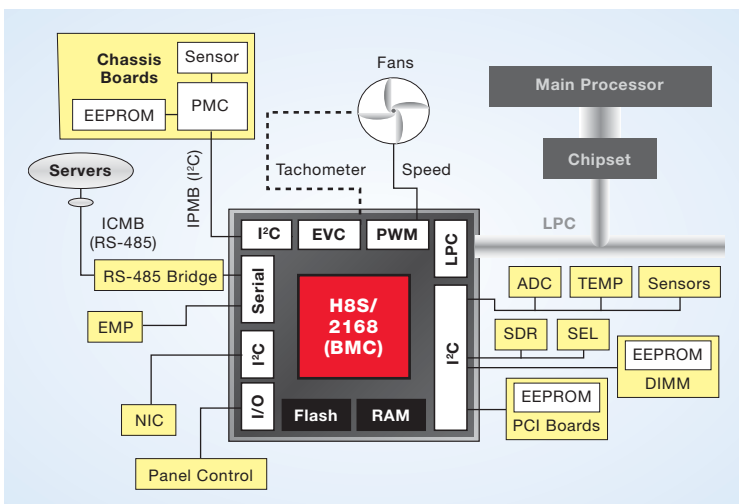 Chassis
Boards
Sensor
EEPROM
PMC
Fans
Main Processor
Chipset
Servers
IPMB (I²C)
Tachometer
Speed
ICMB
(RS-485)
LPC
I²C
EVC
PWM
LPC
RS-485 Bridge
Serial
H8S/
2168
(BMC)
ADC
TEMP
Sensors
EMP
I²C
I²C
SDR
SEL
EEPROM
DIMM
NIC
I/O
Flash
RAM
EEPROM
PCI Boards
Panel Control